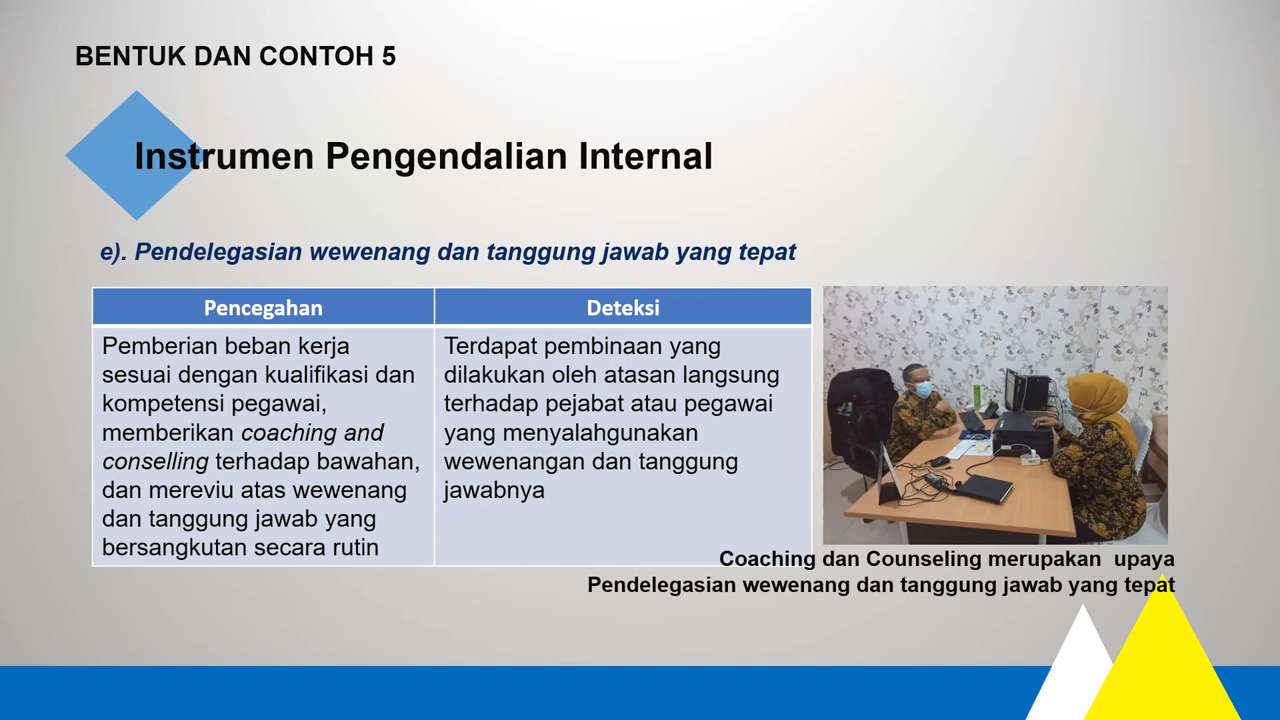 BENTUK DAN CONTOH 5
Instrumen Pengendalian Internal
e). Pendelegasian wewenang dan tanggung jawab yang tepat
Pencegahan
Pemberian beban kerja
sesuai dengan kualifikasi dan
kompetensi pegawai,
memberikan coaching and
conselling terhadap bawahan,
dan mereviu atas wewenang
dan tanggung jawab yang
bersangkutan secara rutin
Deteksi
Terdapat pembinaan yang
dilakukan oleh atasan langsung
terhadap pejabat atau pegawai
yang menyalahgunakan
wewenangan dan tanggung
jawabnya
Coaching dan Counseling merupakan  upaya
Pendelegasian wewenang dan tanggung jawab yang tepat